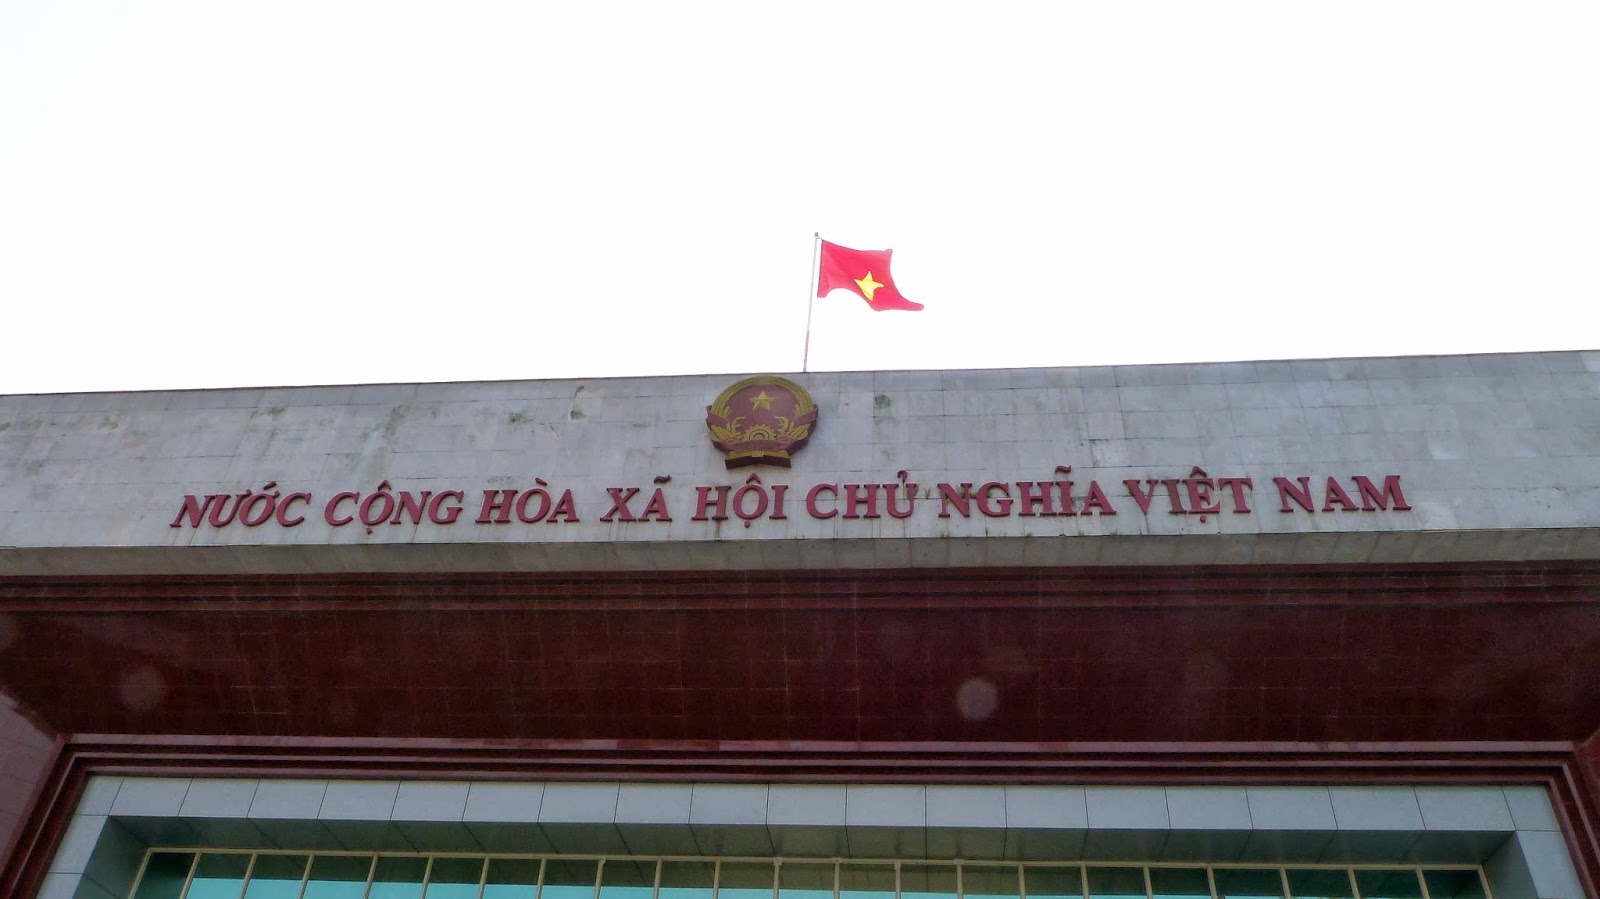 NƯỚC CỘNG HÒA XÃ HỘI CHỦ NGHĨA VIỆT NAM